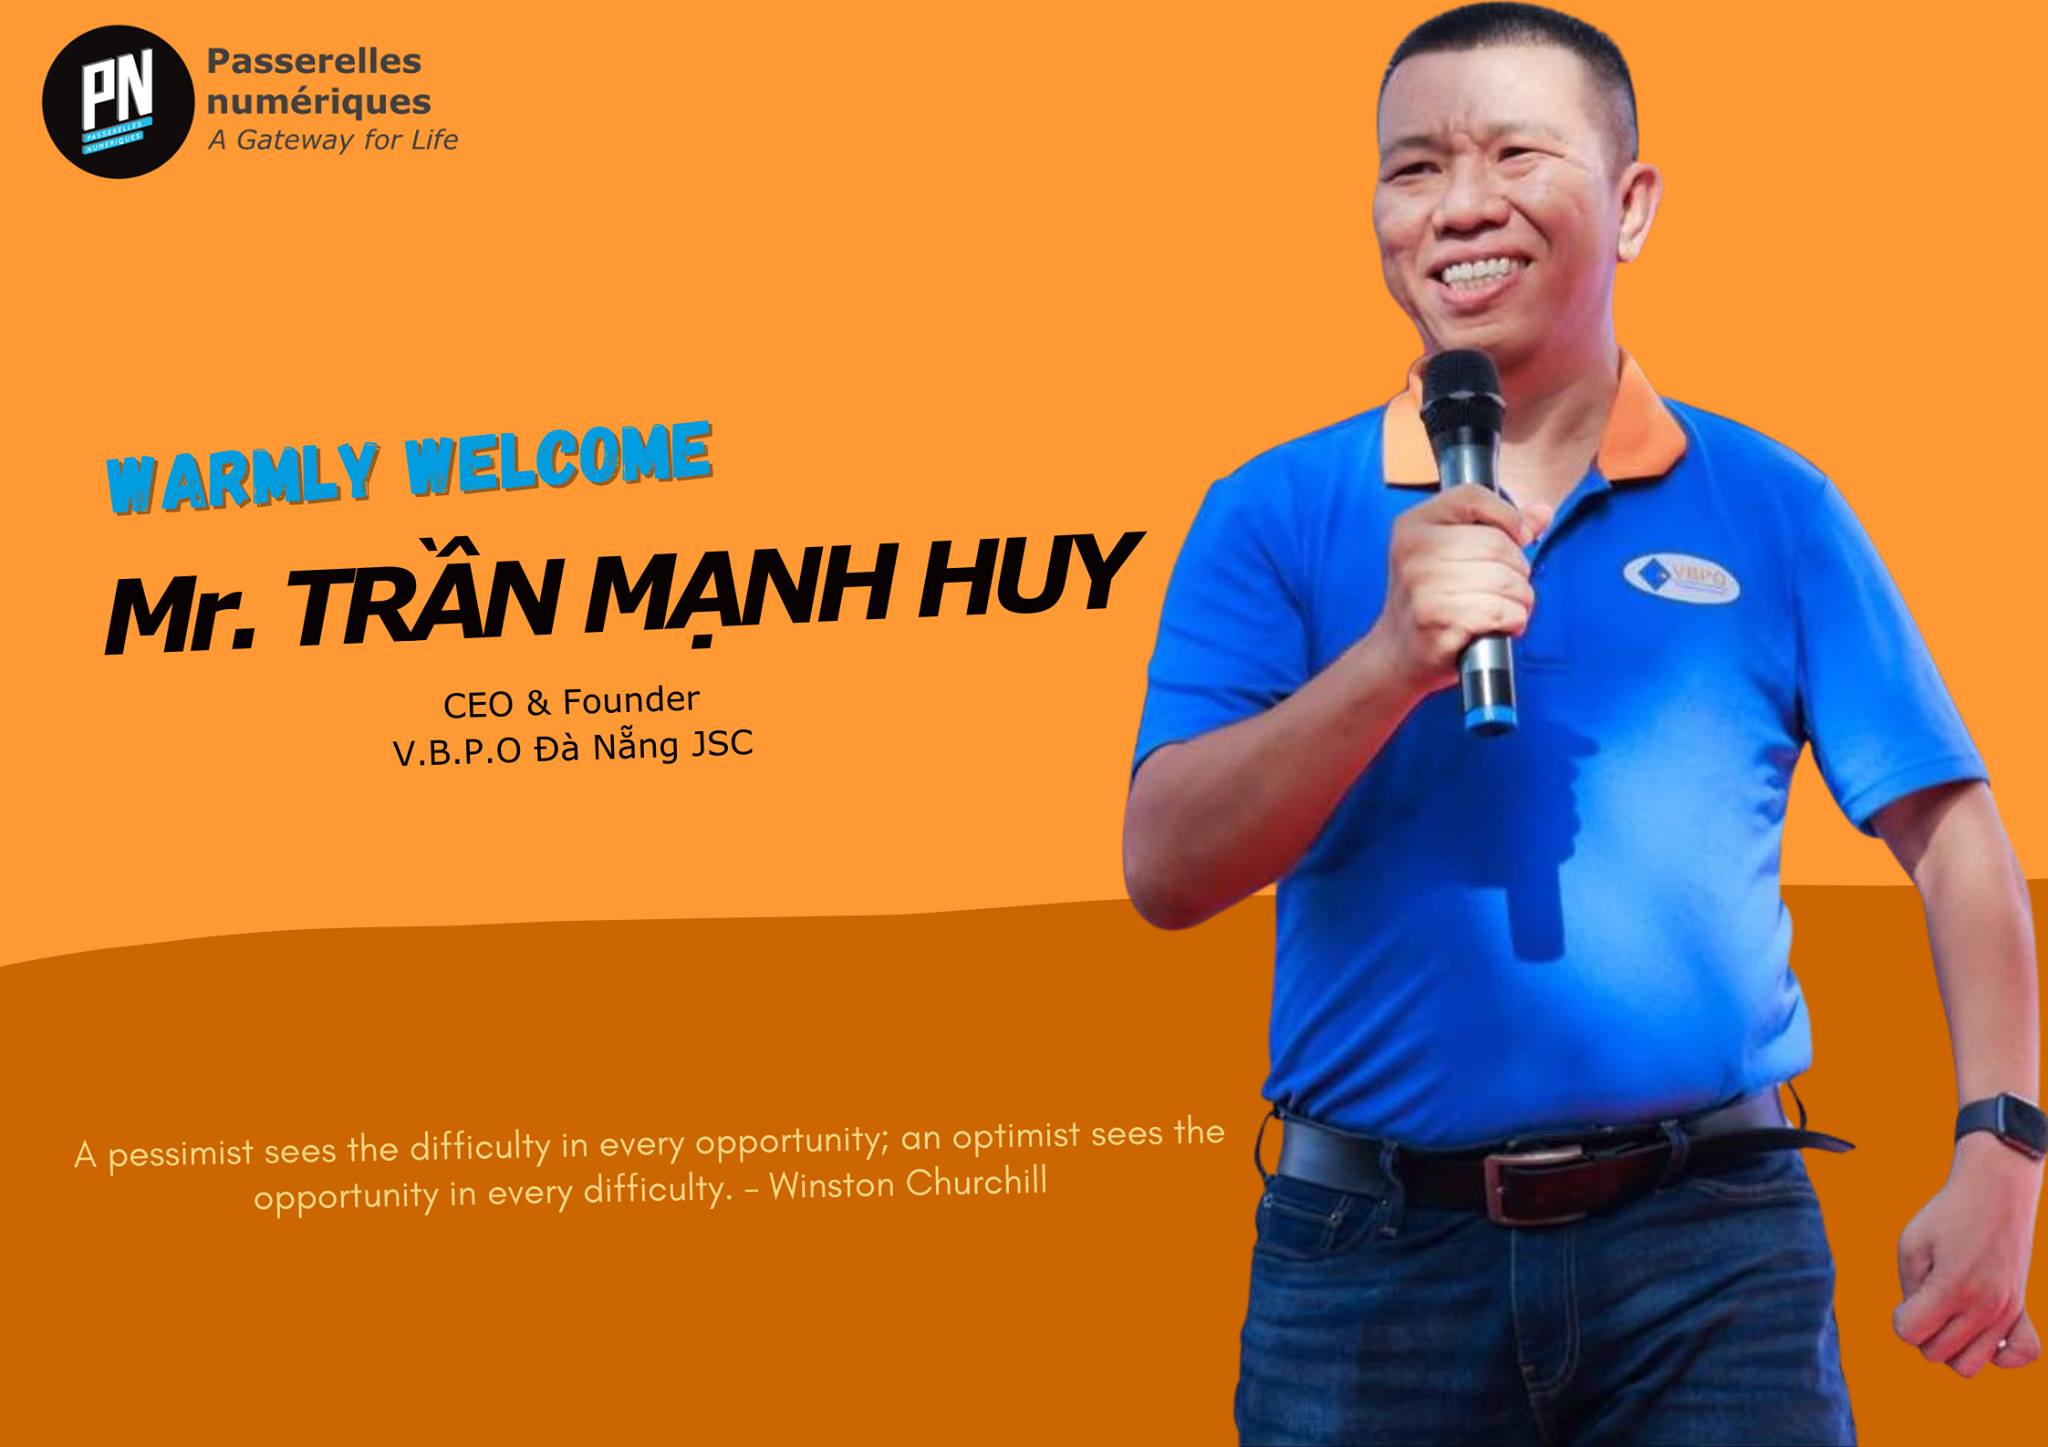 PN
PASSERELLES
NUMERIQUES
Passerelles
numériques
A Gateway for Life
WARMLY WELCOME
Mr. TRẦN MẠNH HUY
CEO & Founder
V.B.P.O Đà Nẵng JSC
VBPO
A pessimist sees the difficulty in every opportunity; an optimist sees the
opportunity in every difficulty. – Winston Churchill